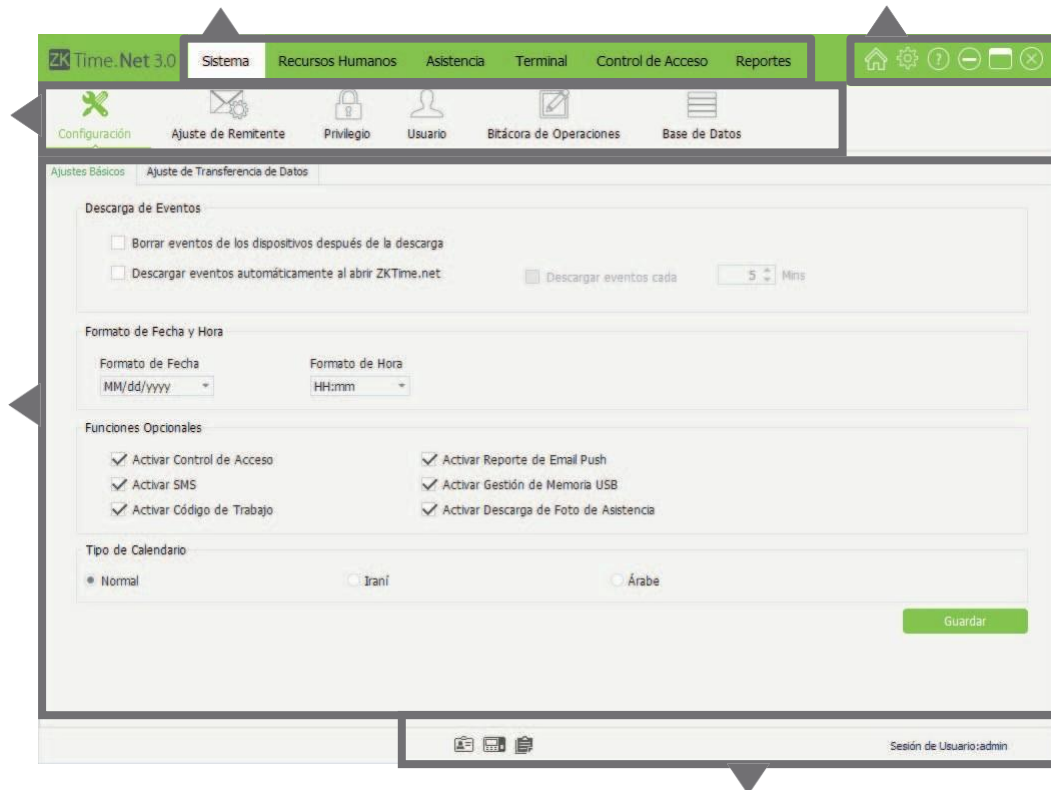 ZK Time.Net 3.0 Sistema Recursos Humanos Asistencia Terminal Control de Acceso Reportes
Configuración Ajuste de Remitente Privilegio Usuario Bitácora de Operaciones Base de Datos
Ajustes Básicos Ajuste de Transferencia de Datos
Descarga de Eventos
Borrar eventos de los dispositivos después de la descarga
Descargar eventos automáticamente al abrir ZKTime.net Descargar eventos cada 5 Mins
Formato de Fecha y Hora
Formato de Fecha Formato de Hora
MM/dd/yyyy HH:mm
Funciones Opcionales
Activar Control de Acceso Activar Reporte de Email Push
Activar SMS Activar Gestión de Memoria USB
Activar Código de Trabajo Activar Descarga de Foto de Asistencia
Tipo de Calendario
Normal Iraní Árabe
Guardar
Sesión de Usuario:admin